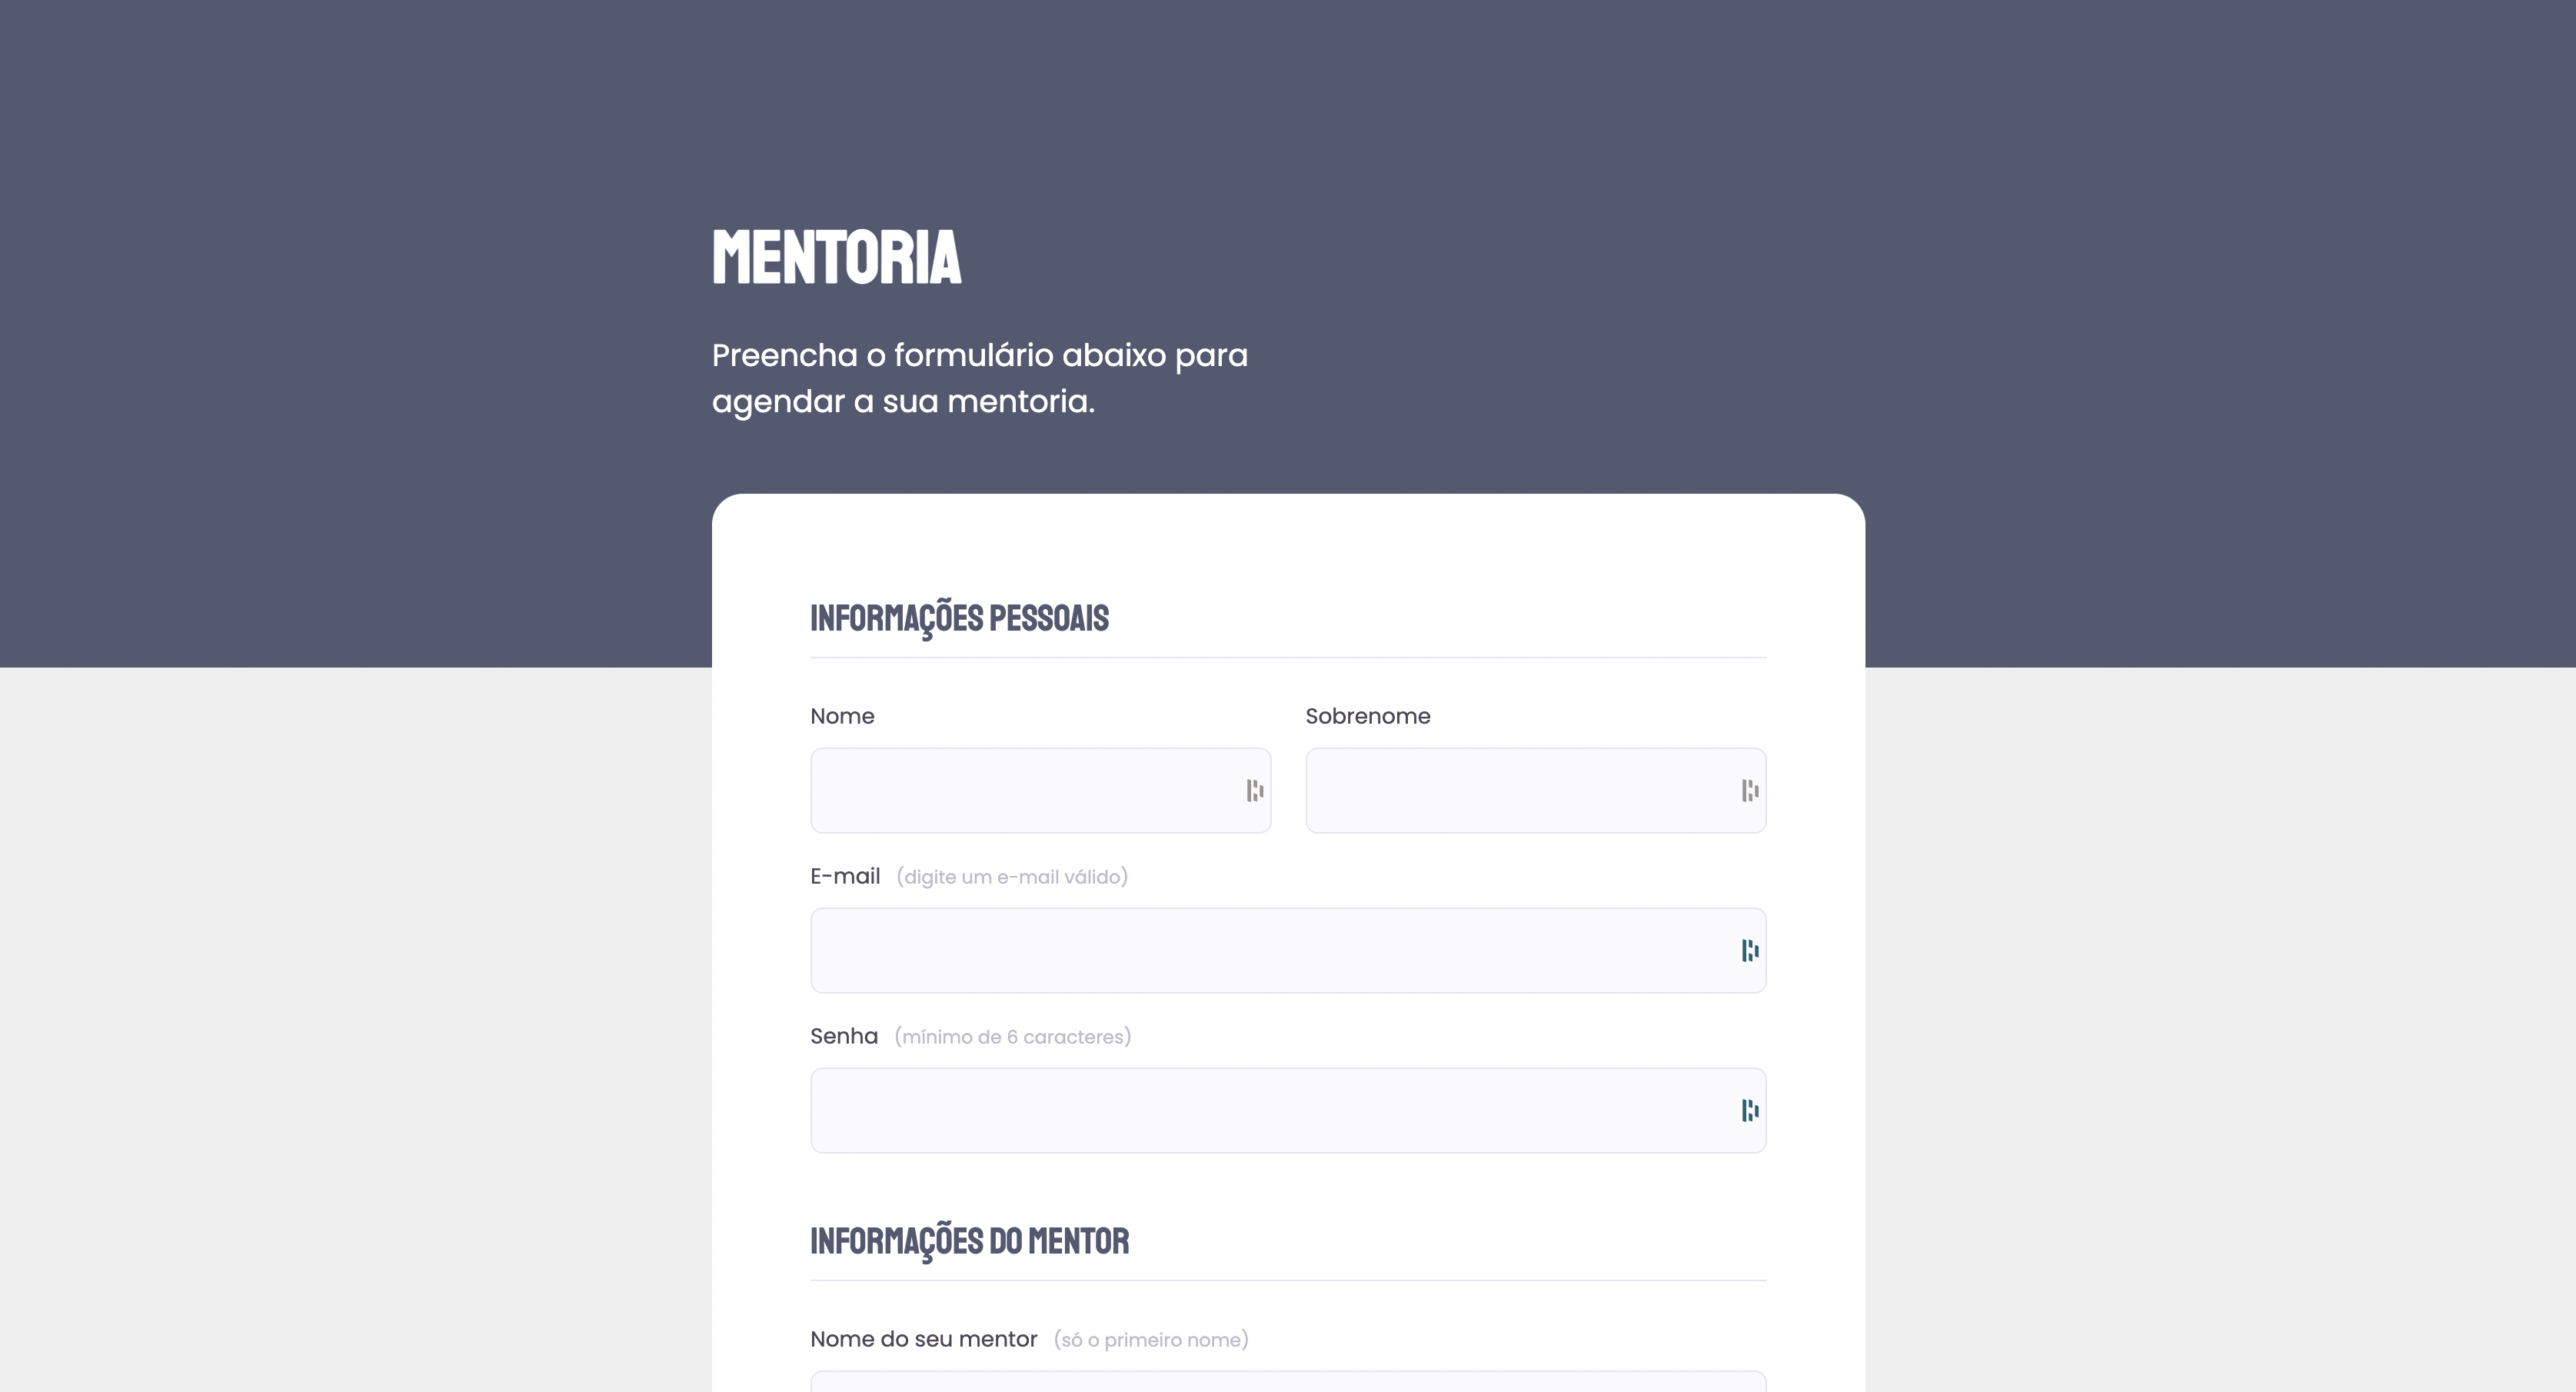 MENTORIA
Preencha o formulário abaixo para
agendar a sua mentoria.
INFORMAÇÕES PESSOAIS
Nome
Sobrenome
E-mail (digite um e-mail válido)
Senha (mínimo de 6 caracteres)
INFORMAÇÕES DO MENTOR
Nome do seu mentor (só o primeiro nome)